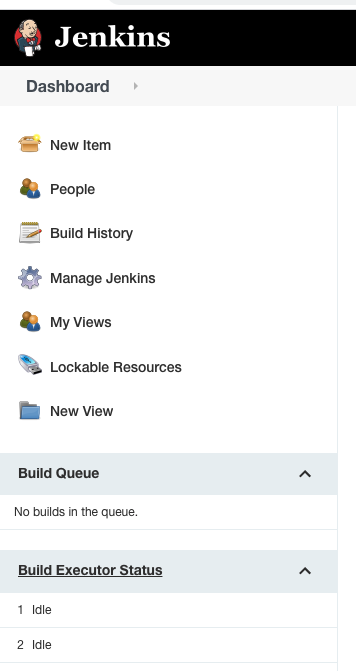 Jenkins
Dashboard
New Item
People
Build History
Manage Jenkins
My Views
Lockable Resources
New View
Build Queue
No builds in the queue.
Build Executor Status
1 Idle
2 Idle